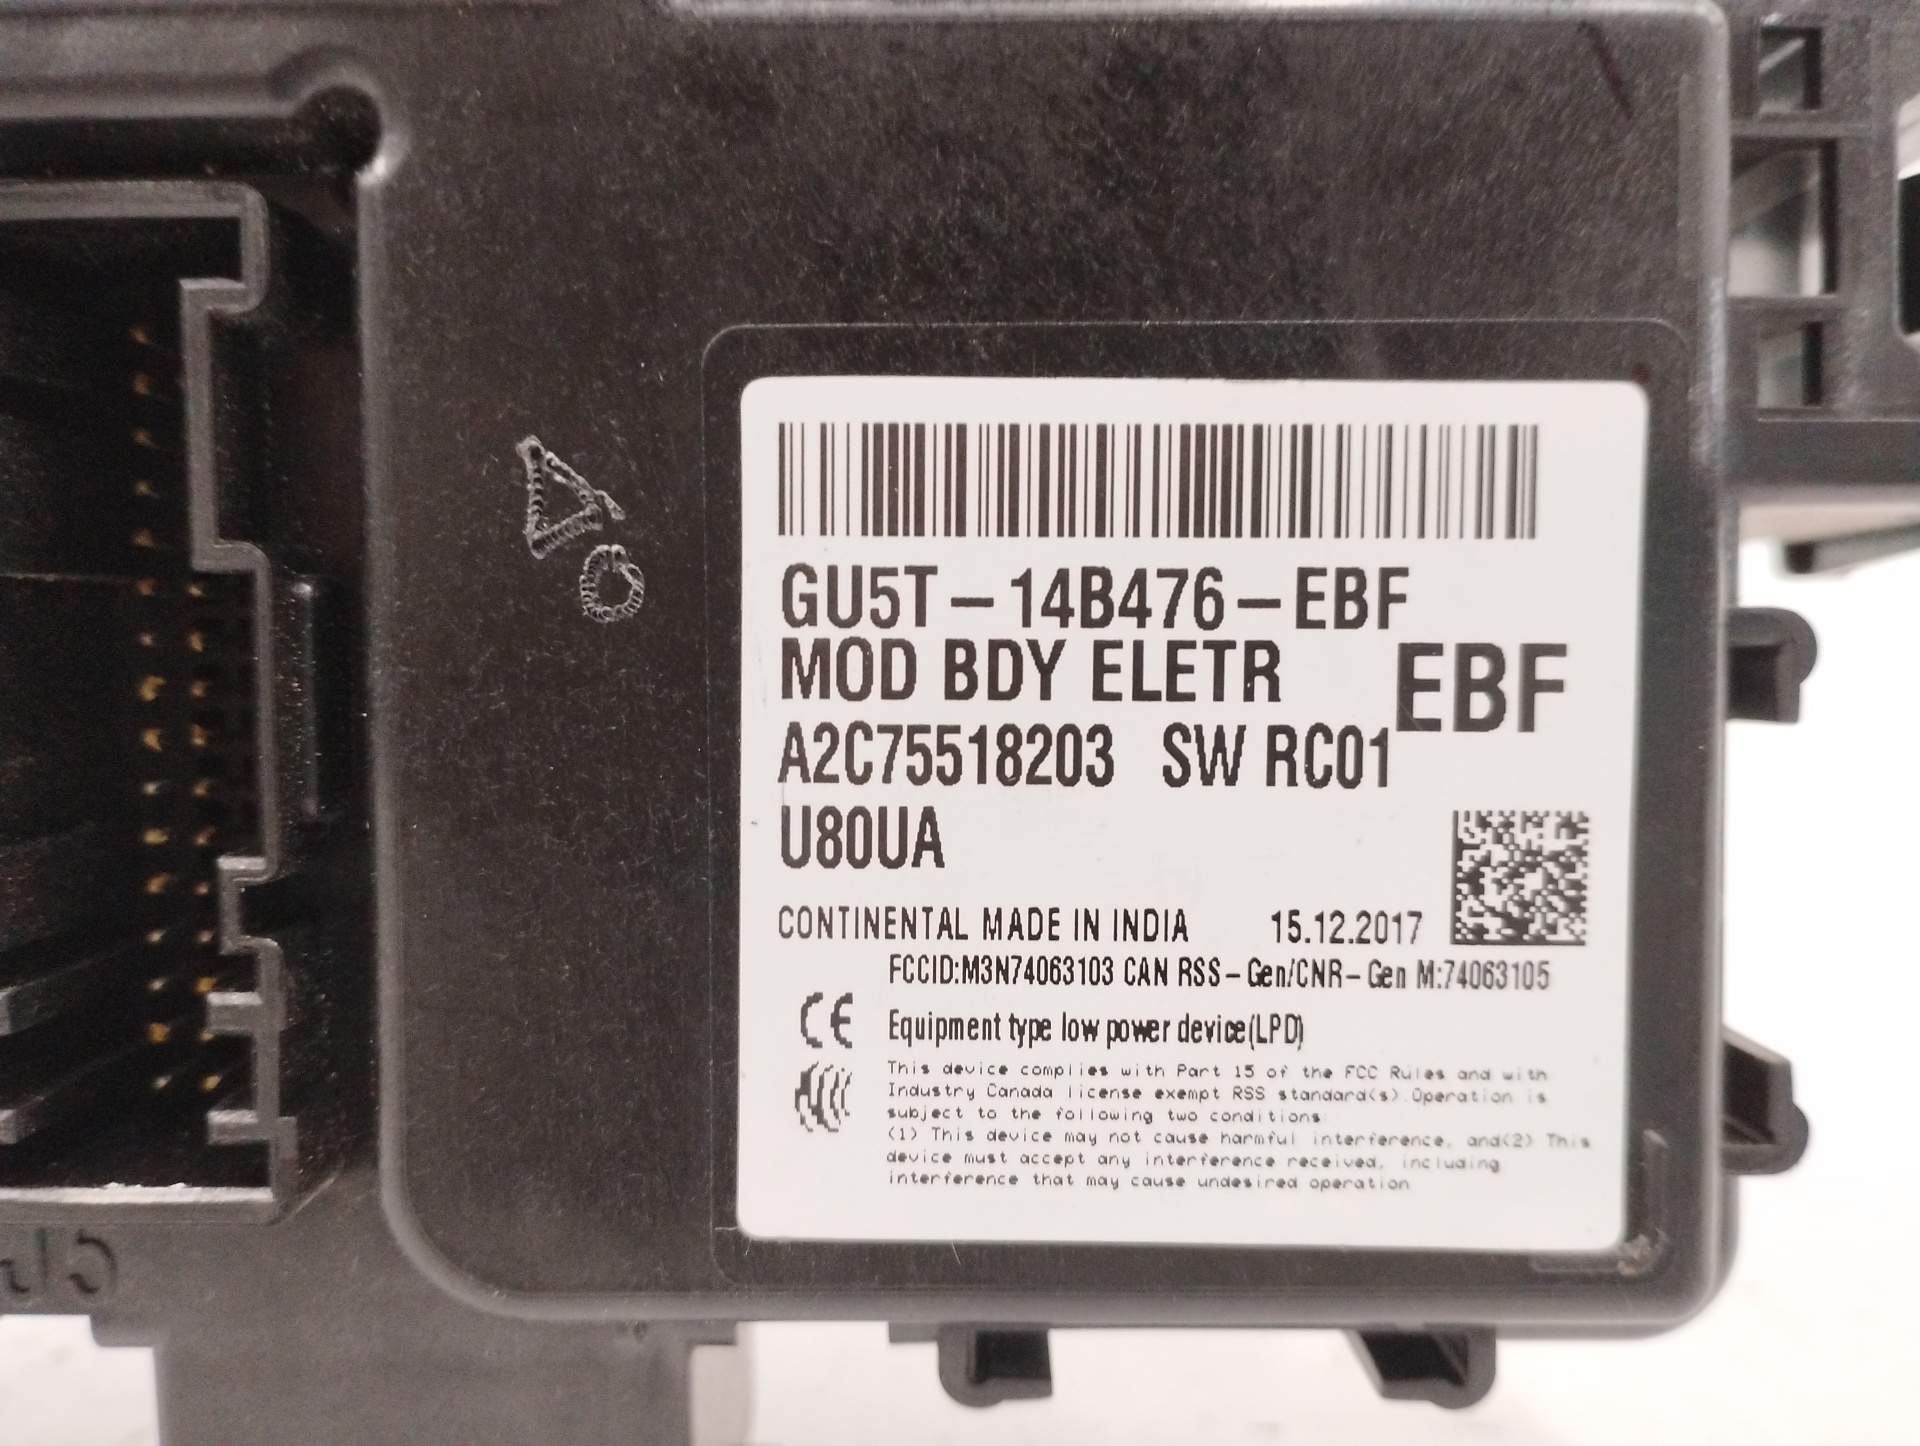 GU5T-14B476-EBF
MOD BDY ELETR
EBF
A2C75518203 SW RC01
U80UA
CONTINENTAL MADE IN INDIA 15.12.2017
FCCID:M3N74063103 CAN RSS-Gen/CNR-Gen M:74063105
CE Equipment type low power device(LPD)
This device complies with Part 15 of the FCC Rules and with
Industry Canada license exempt RSS standard(s).Operation is
subject to the following two conditions:
(1) This device may not cause harmful interference, and(2) This
device must accept any interference received, including
interference that may cause undesired operation